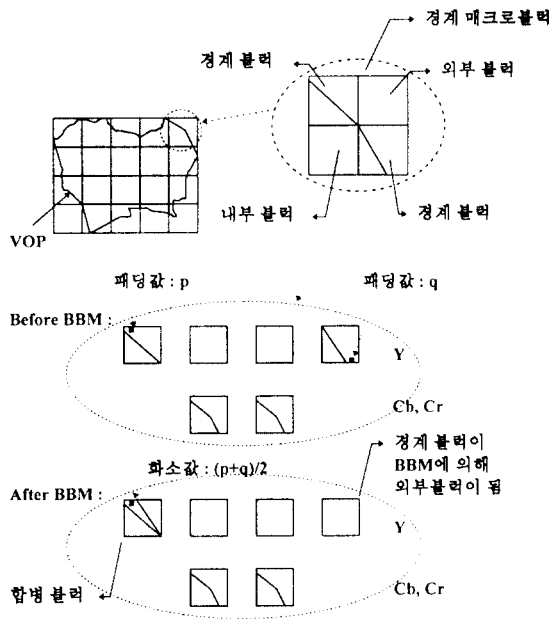 경계 매크로블럭
경계 블럭
외부 블럭
내부 블럭
경계 블럭
VOP
패딩값 : p
패딩값 : q
Before BBM :
Y
Cb, Cr
화소값 : (p+q)/2
경계 블럭이
BBM에 의해
외부블럭이 됨
After BBM :
Y
합병 블럭
Cb, Cr